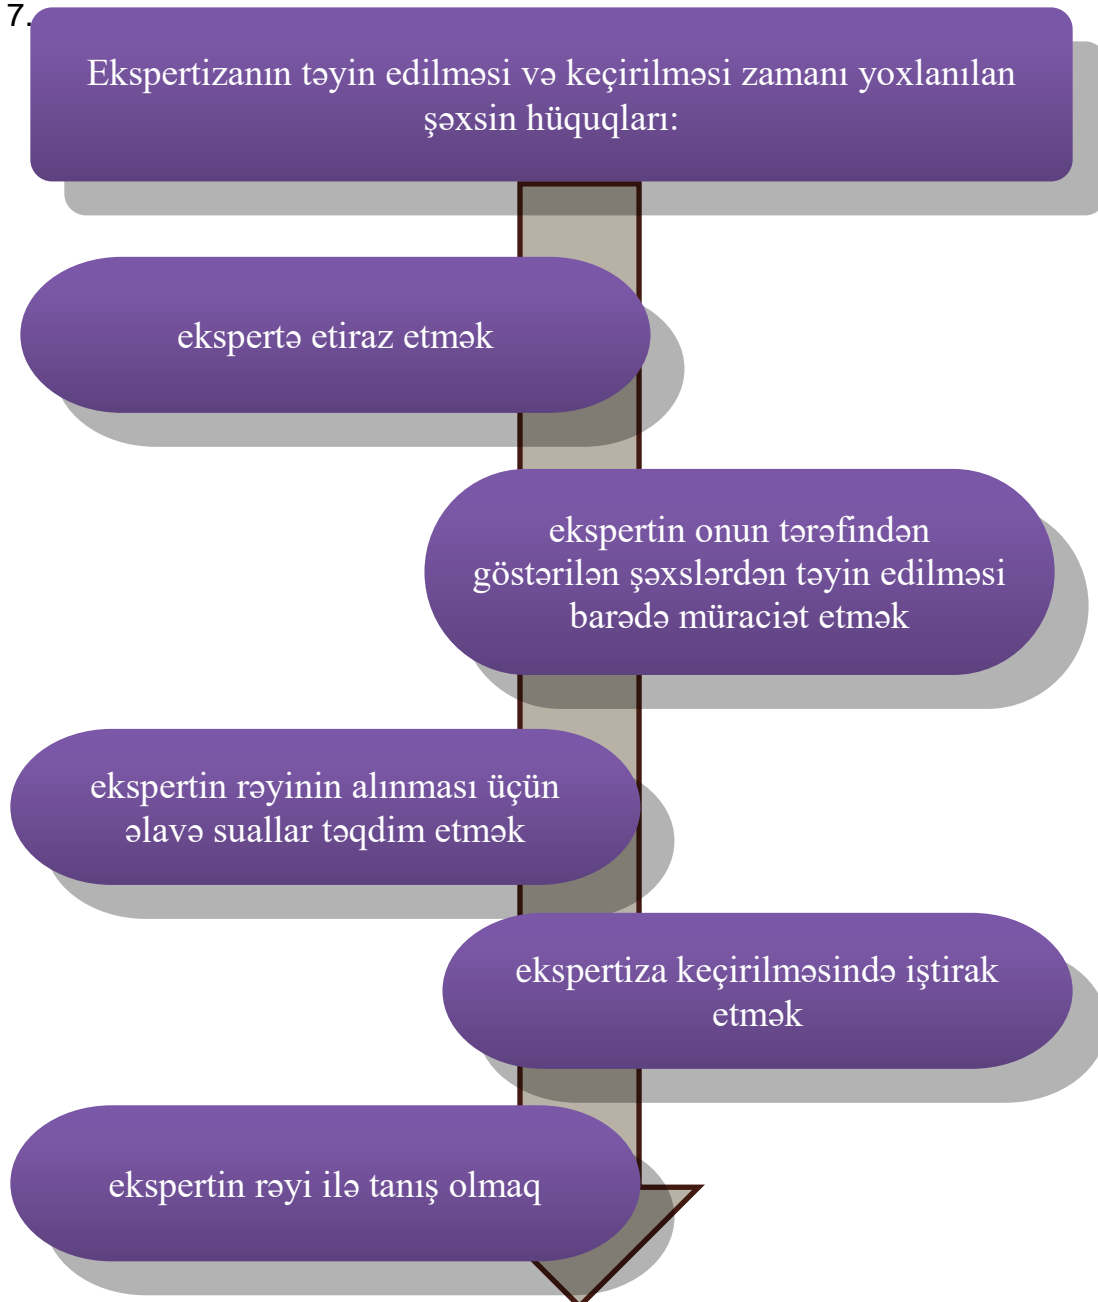 7.
Ekspertizanın təyin edilməsi və keçirilməsi zamanı yoxlanılan
şəxsin hüquqları:
ekspertə etiraz etmək
ekspertin onun tərəfindən
göstərilən şəxslərdən təyin edilməsi
barədə müraciət etmək
ekspertin rəyinin alınması üçün
əlavə suallar təqdim etmək
ekspertiza keçirilməsində iştirak
etmək
ekspertin rəyi ilə tanış olmaq